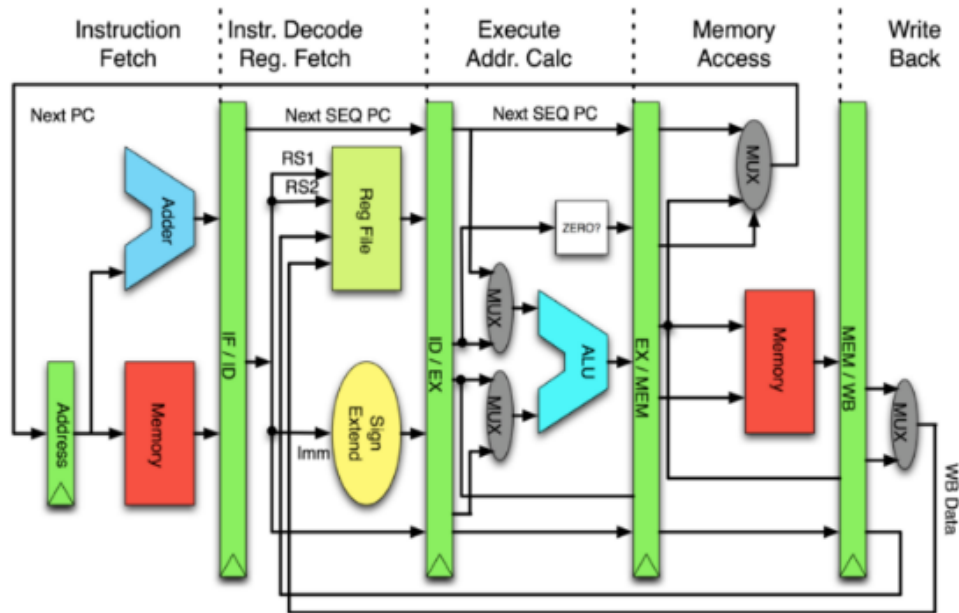 Instruction
Fetch
Instr. Decode
Reg. Fetch
Execute
Addr. Calc
Memory
Access
Write
Back
Next PC
Next SEQ PC
Next SEQ PC
RS1
RS2
Reg File
MUX
Adder
ZERO?
MUX
IF / ID
ID / EX
ALU
EX / MEM
Memory
MEM / WB
Address
Memory
Sign
Extend
Imm
MUX
MUX
WB Data